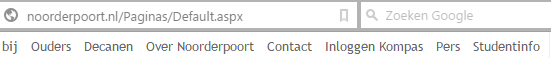 noorderpoort.nl/Paginas/Default.aspx Zoeken Google
bij Ouders Decanen Over Noorderpoort Contact Inloggen Kompas Pers Studentinfo